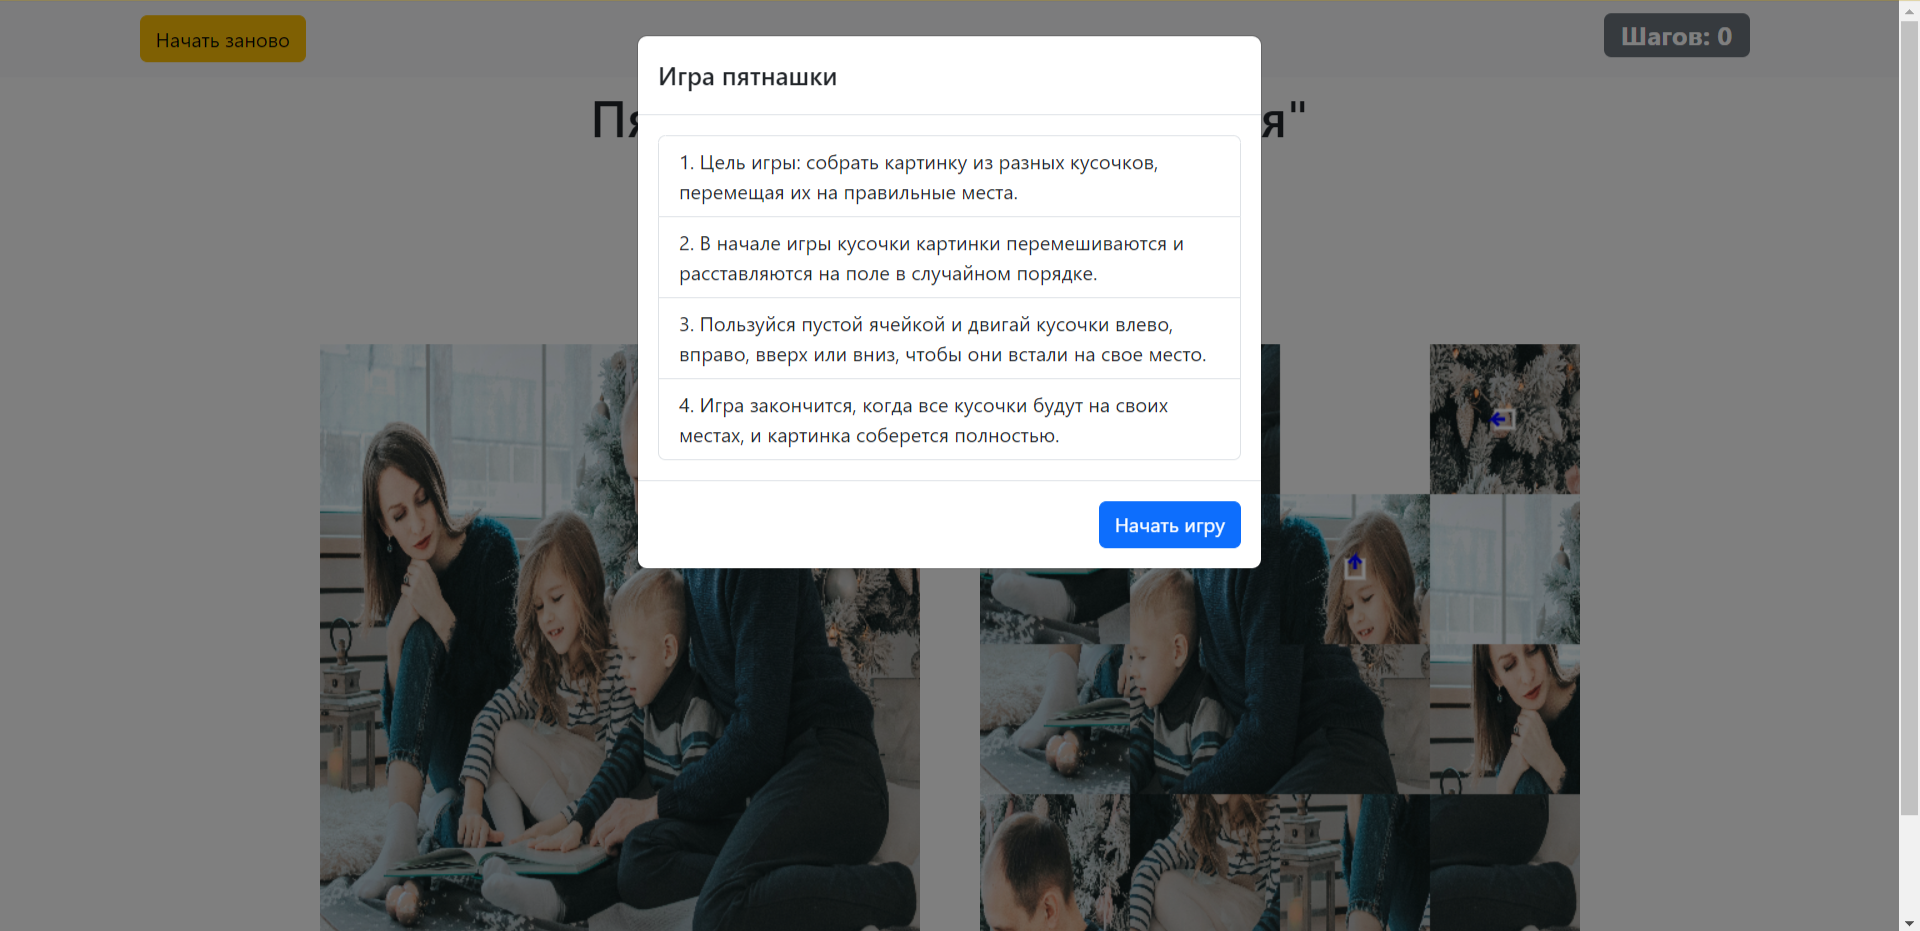 Начать заново
Шагов: 0
Игра пятнашки
1. Цель игры: собрать картинку из разных кусочков,
перемещая их на правильные места.
2. В начале игры кусочки картинки перемешиваются и
расставляются на поле в случайном порядке.
3. Пользуйся пустой ячейкой и двигай кусочки влево,
вправо, вверх или вниз, чтобы они встали на свое место.
4. Игра закончится, когда все кусочки будут на своих
местах, и картинка соберется полностью.
Начать игру